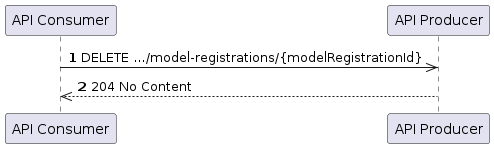 API Consumer API Producer
1 DELETE .../model-registrations/{modelRegistrationId}
2 204 No Content
API Consumer API Producer